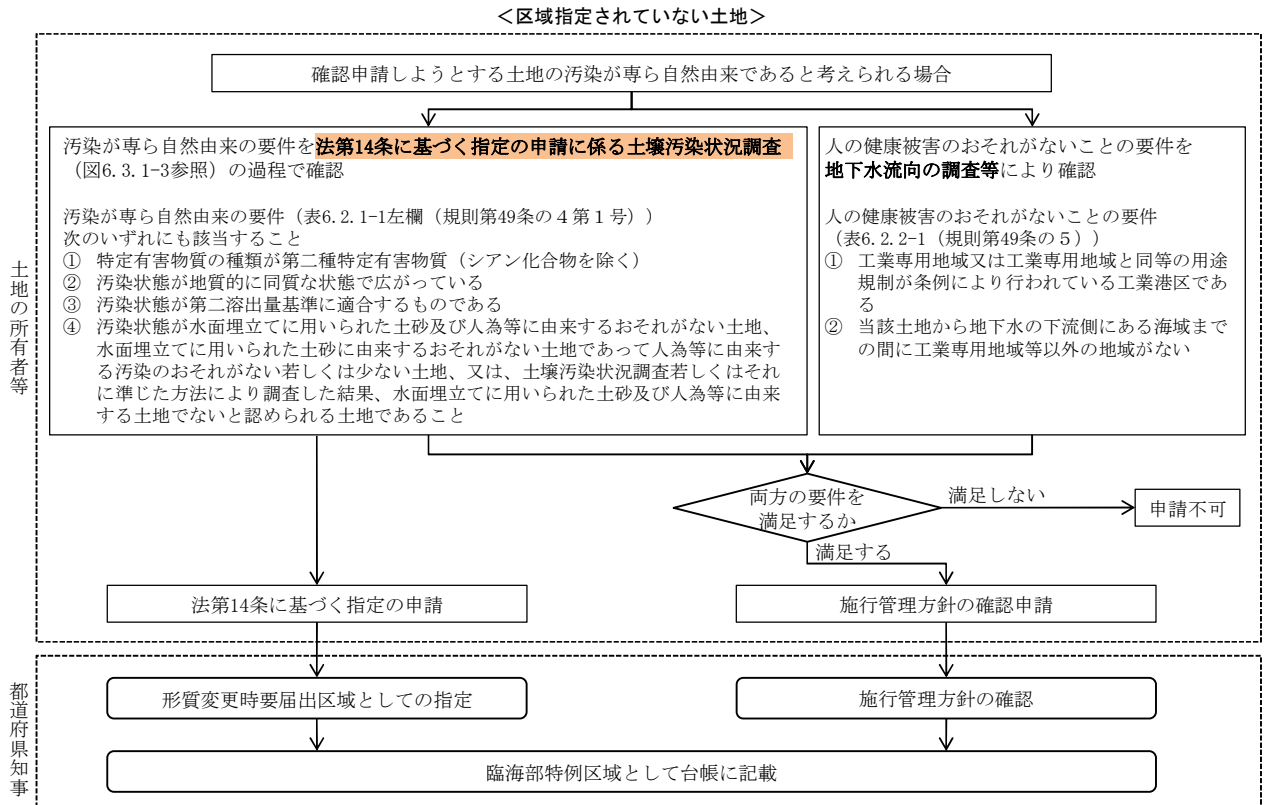 ＜区域指定されていない土地＞
確認申請しようとする土地の汚染が専ら自然由来であると考えられる場合
汚染が専ら自然由来の要件を法第14条に基づく指定の申請に係る土壌汚染状況調査
（図6.3.1-3参照）の過程で確認
汚染が専ら自然由来の要件（表6.2.1-1左欄（規則第49条の４第１号））
次のいずれにも該当すること
① 特定有害物質の種類が第二種特定有害物質（シアン化合物を除く）
② 汚染状態が地質的に同質な状態で広がっている
③ 汚染状態が第二溶出量基準に適合するものである
④ 汚染状態が水面埋立てに用いられた土砂及び人為等に由来するおそれがない土地、
水面埋立てに用いられた土砂に由来するおそれがない土地であって人為等に由来す
る汚染のおそれがない若しくは少ない土地、又は、土壌汚染状況調査若しくはそれ
に準じた方法により調査した結果、水面埋立てに用いられた土砂及び人為等に由来
する土地でないと認められる土地であること
人の健康被害のおそれがないことの要件を
地下水流向の調査等により確認
人の健康被害のおそれがないことの要件
（表6.2.2-1（規則第49条の５））
① 工業専用地域又は工業専用地域と同等の用途
規制が条例により行われている工業港区であ
る
② 当該土地から地下水の下流側にある海域まで
の間に工業専用地域等以外の地域がない
土地の所有者等
両方の要件を
満足するか
満足しない
申請不可
満足する
法第14条に基づく指定の申請
施行管理方針の確認申請
都道府県知事
形質変更時要届出区域としての指定
施行管理方針の確認
臨海部特例区域として台帳に記載